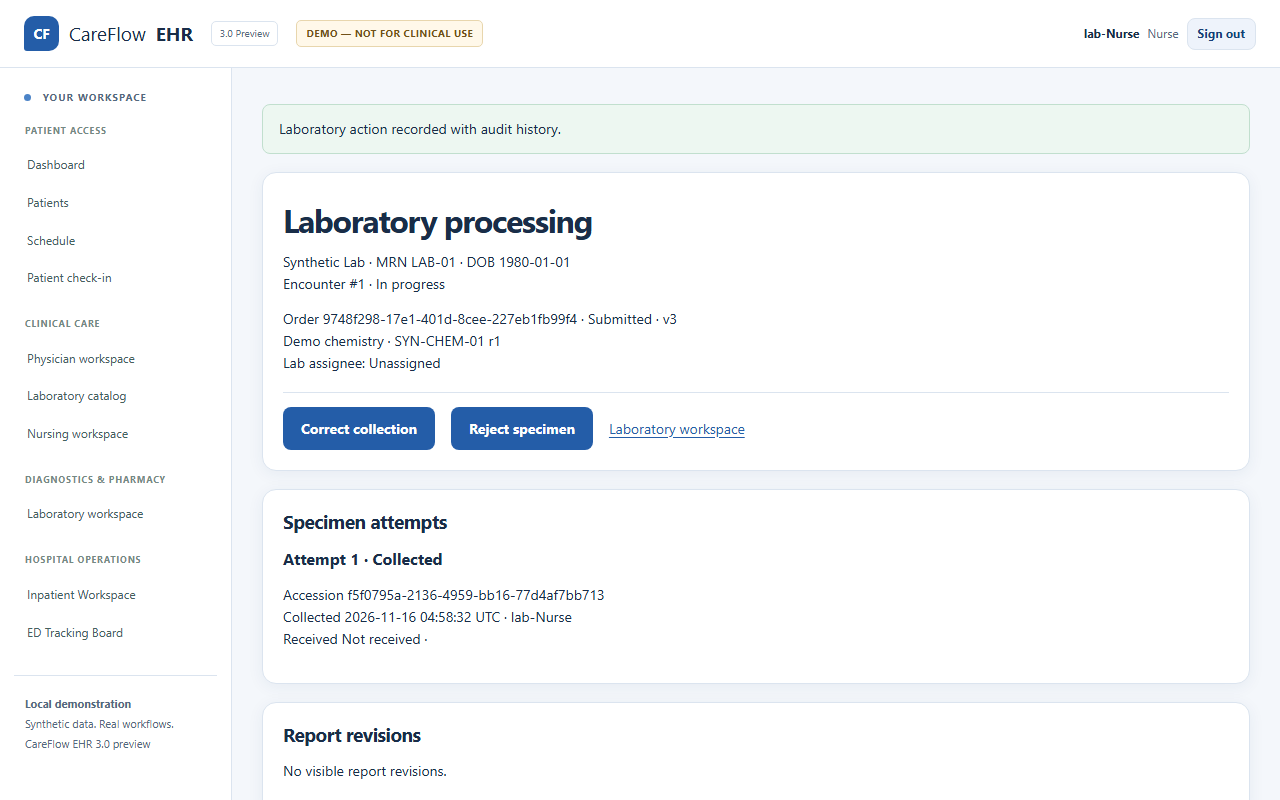 CF CareFlow EHR 3.0 Preview DEMO — NOT FOR CLINICAL USE lab-Nurse Nurse Sign out
YOUR WORKSPACE
PATIENT ACCESS
Dashboard
Patients
Schedule
Patient check-in
CLINICAL CARE
Physician workspace
Laboratory catalog
Nursing workspace
DIAGNOSTICS & PHARMACY
Laboratory workspace
HOSPITAL OPERATIONS
Inpatient Workspace
ED Tracking Board
Local demonstration
Synthetic data. Real workflows.
CareFlow EHR 3.0 preview
Laboratory action recorded with audit history.
Laboratory processing
Synthetic Lab · MRN LAB-01 · DOB 1980-01-01
Encounter #1 · In progress
Order 9748f298-17e1-401d-8cee-227eb1fb99f4 · Submitted · v3
Demo chemistry · SYN-CHEM-01 r1
Lab assignee: Unassigned
Correct collection Reject specimen Laboratory workspace
Specimen attempts
Attempt 1 · Collected
Accession f5f0795a-2136-4959-bb16-77d4af7bb713
Collected 2026-11-16 04:58:32 UTC · lab-Nurse
Received Not received ·
Report revisions
No visible report revisions.